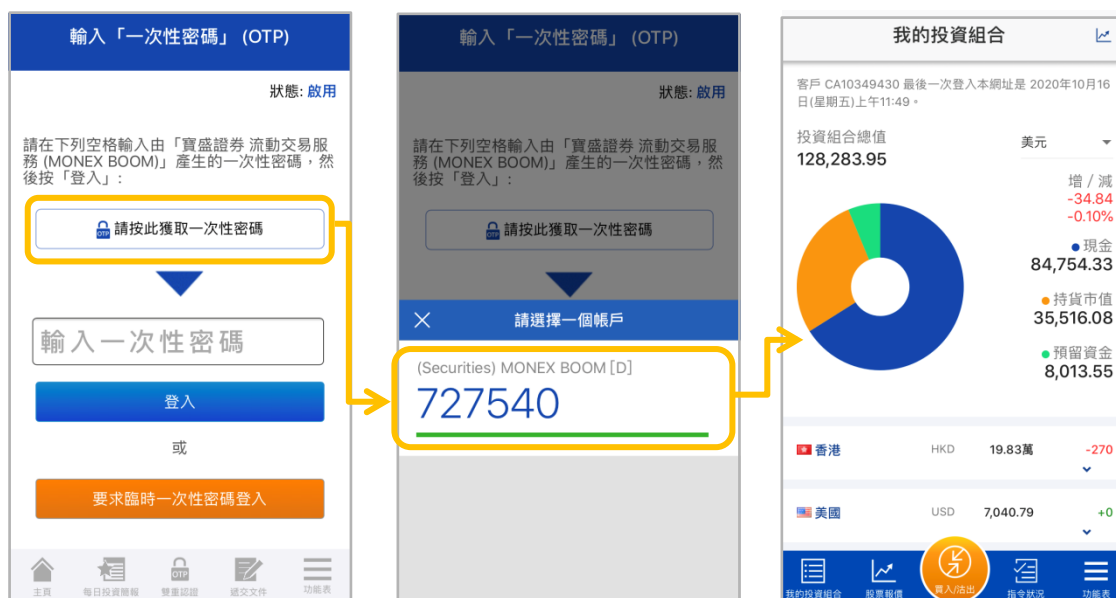 輸入「一次性密碼」 (OTP)
狀態: 啟用
請在下列空格輸入由「寶盛證券 流動交易服
務 (MONEX BOOM)」產生的一次性密碼，然
後按「登入」:
OTP 請按此獲取一次性密碼
輸入一次性密碼
登入
或
要求臨時一次性密碼登入
主頁 每日投資簡報 OTP 雙重認證 遞交文件 功能表
輸入「一次性密碼」 (OTP)
狀態: 啟用
請在下列空格輸入由「寶盛證券 流動交易服
務 (MONEX BOOM)」產生的一次性密碼，然
後按「登入」:
OTP 請按此獲取一次性密碼
請選擇一個帳戶
(Securities) MONEX BOOM [D]
727540
我的投資組合
客戶 CA10349430 最後一次登入本網址是 2020年10月16
日(星期五)上午11:49。
投資組合總值
128,283.95
美元
增 / 減
-34.84
-0.10%
現金
84,754.33
持貨市值
35,516.08
預留資金
8,013.55
香港 HKD 19.83萬 -270
美國 USD 7,040.79 +0
我的投資組合 股票報價 買入/沽出 指令狀況 功能表